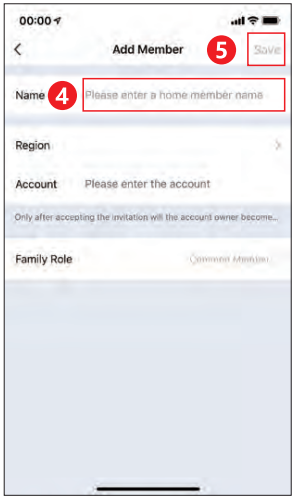 00:00
Add Member 5 Save
Name 4 Please enter a home member name
Region
Account Please enter the account
Only after accepting the invitation will the account owner become...
Family Role Common Member